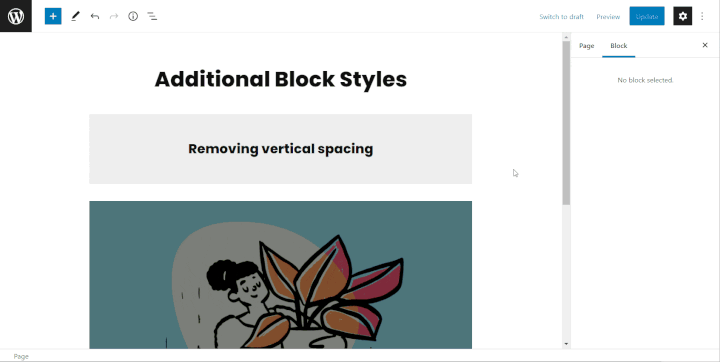 Switch to draft Preview Update
Page Block
No block selected.
Additional Block Styles
Removing vertical spacing
Page